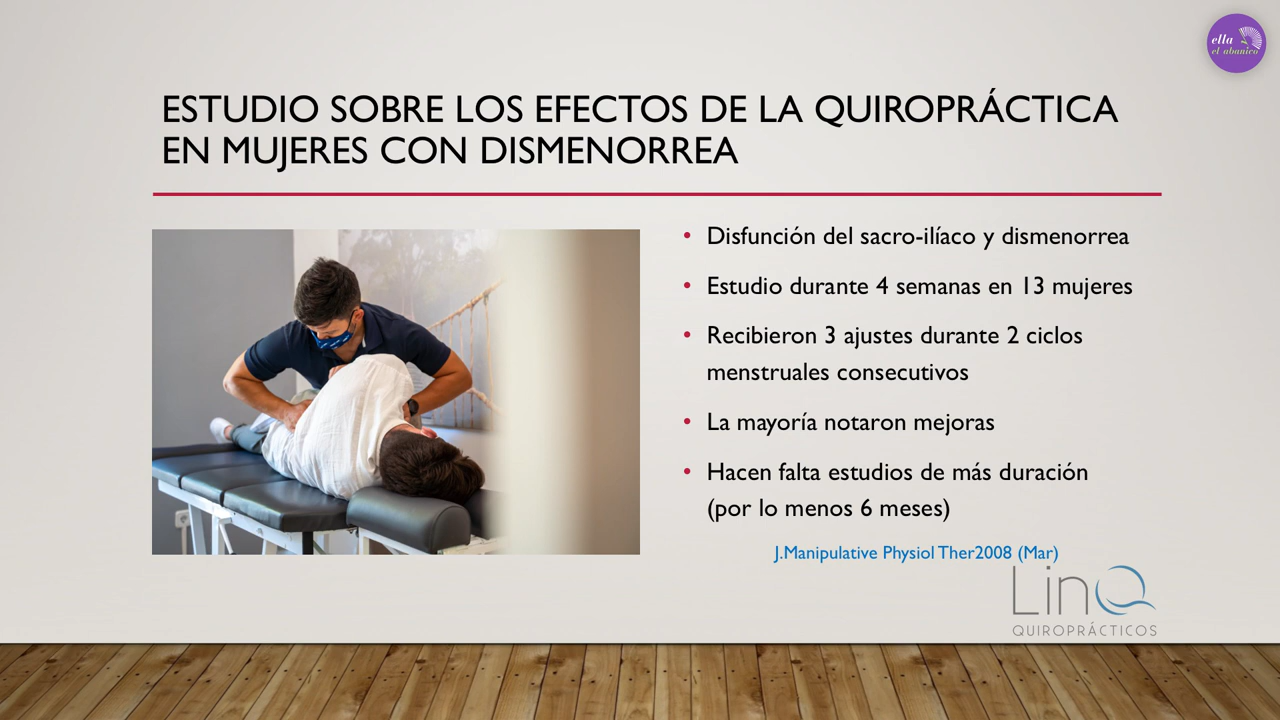 ella
el abanico
ESTUDIO SOBRE LOS EFECTOS DE LA QUIROPRÁCTICA
EN MUJERES CON DISMENORREA
• Disfunción del sacro-ilíaco y dismenorrea
• Estudio durante 4 semanas en 13 mujeres
• Recibieron 3 ajustes durante 2 ciclos
menstruales consecutivos
• La mayoría notaron mejoras
• Hacen falta estudios de más duración
(por lo menos 6 meses)
J.Manipulative Physiol Ther2008 (Mar)
LinQ
QUIROPRÁCTICOS